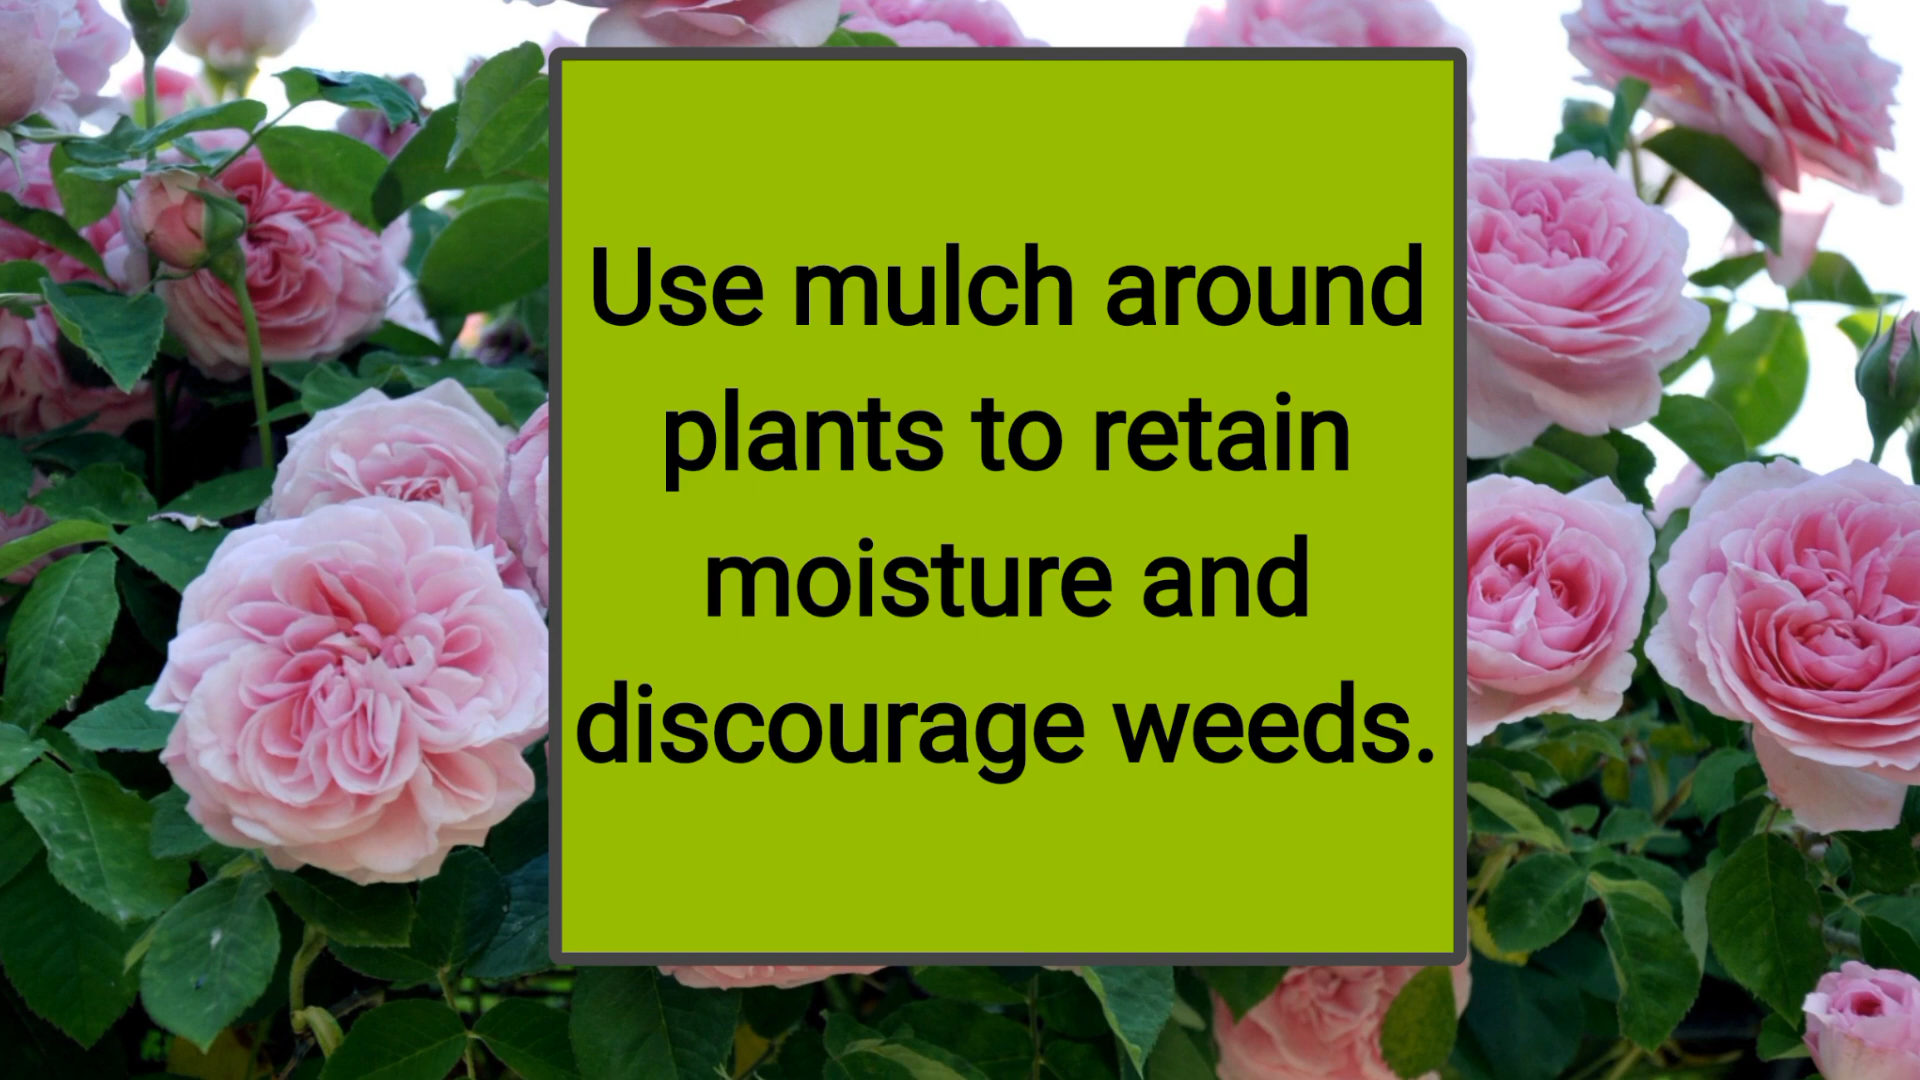 Use mulch around
plants to retain
moisture and
discourage weeds.